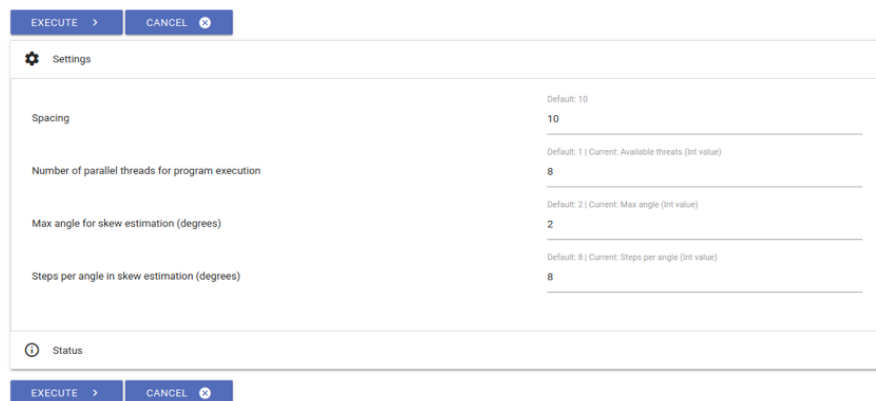 EXECUTE > CANCEL
Settings
Default: 10
Spacing 10
Default: 1 | Current: Available threats (Int value)
Number of parallel threads for program execution 8
Default: 2 | Current: Max angle (Int value)
Max angle for skew estimation (degrees) 2
Default: 8 | Current: Steps per angle (Int value)
Steps per angle in skew estimation (degrees) 8
Status
EXECUTE > CANCEL